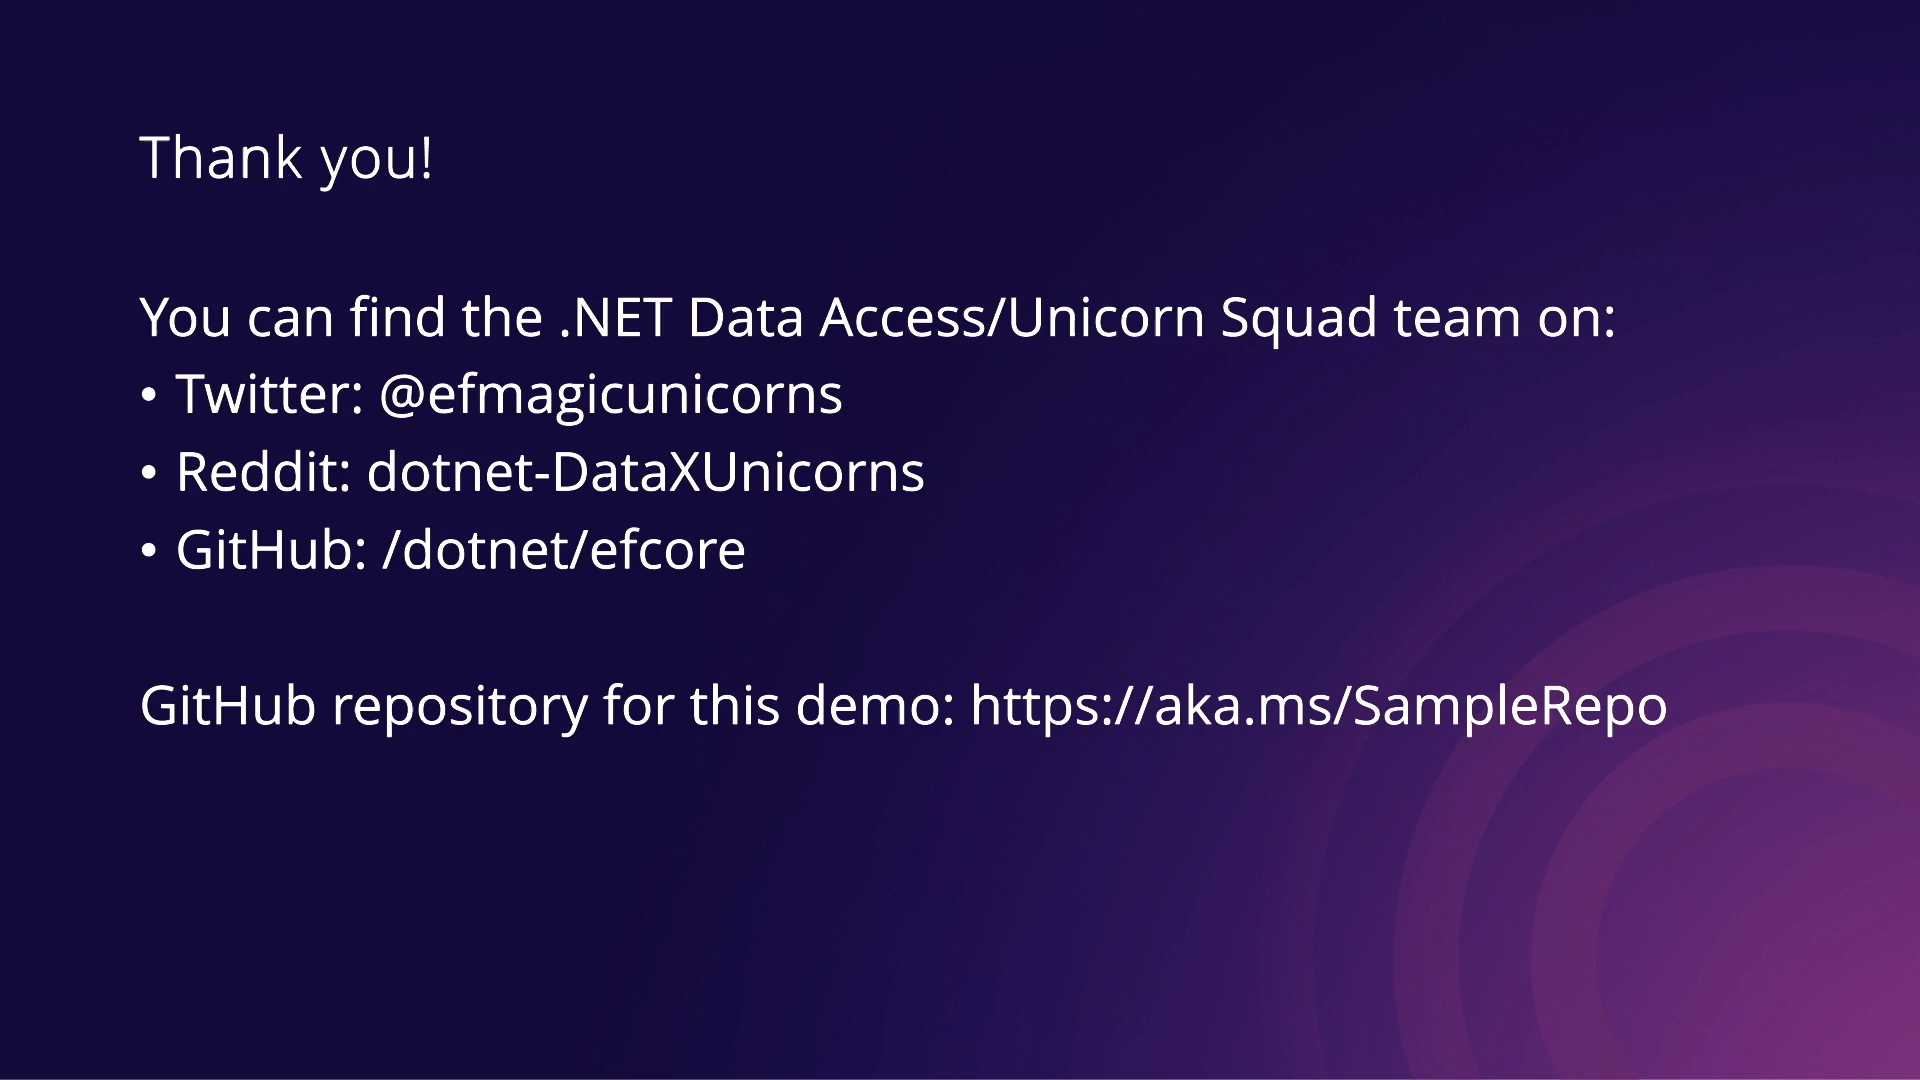 Thank you!
You can find the .NET Data Access/Unicorn Squad team on:
• Twitter: @efmagicunicorns
• Reddit: dotnet-DataXUnicorns
• GitHub: /dotnet/efcore
GitHub repository for this demo: https://aka.ms/SampleRepo